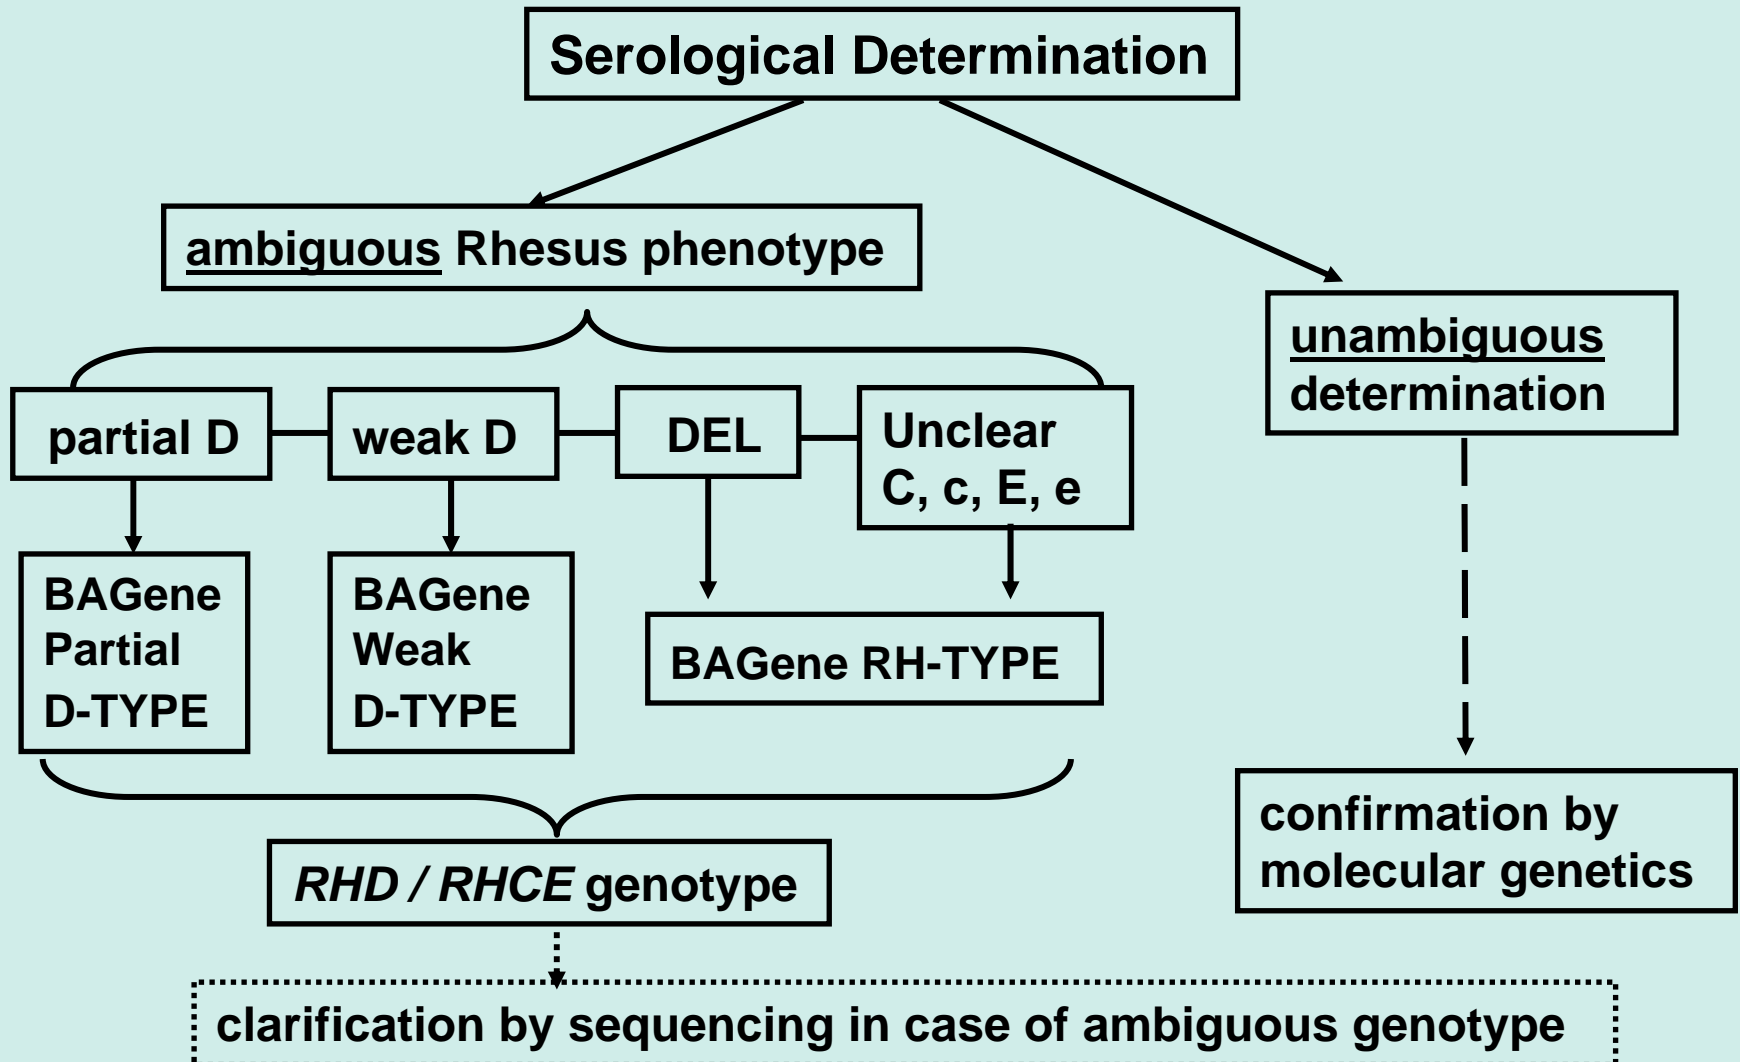 Serological Determination
ambiguous Rhesus phenotype
unambiguous
determination
partial D
weak D
DEL
Unclear
C, c, E, e
BAGene
Partial
D-TYPE
BAGene
Weak
D-TYPE
BAGene RH-TYPE
confirmation by
molecular genetics
RHD / RHCE genotype
clarification by sequencing in case of ambiguous genotype